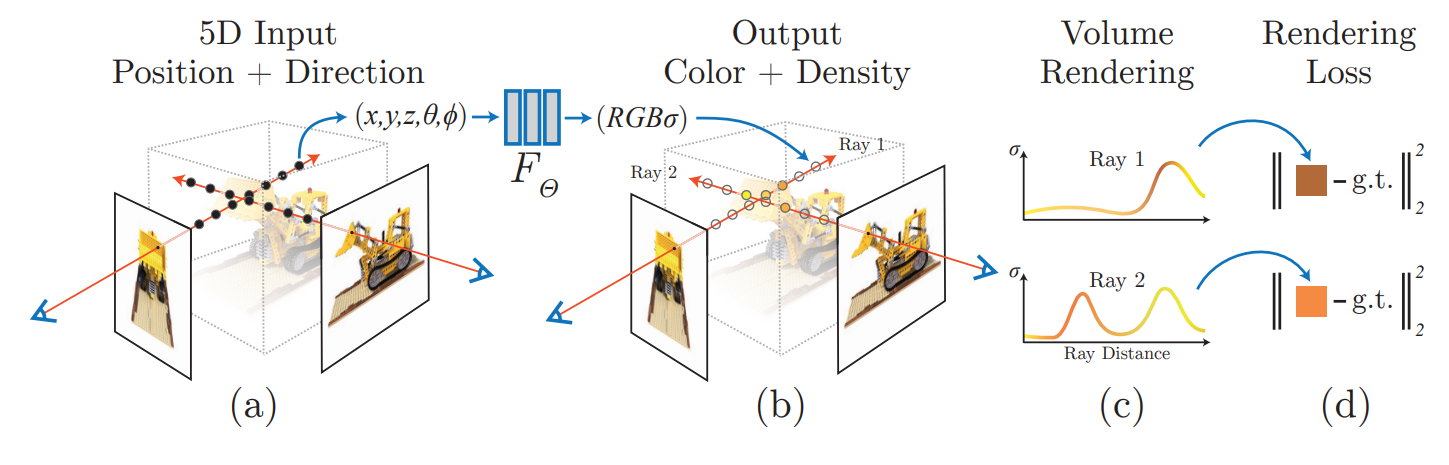 5D Input
Position + Direction
Output
Color + Density
Volume
Rendering
Rendering
Loss
(x,y,z,θ,ϕ)
F_Θ
(RGBσ)
Ray 1
Ray 2
σ
Ray 1
σ
Ray 2
Ray Distance
‖ – g.t. ‖²₂
‖ – g.t. ‖²₂
(a)
(b)
(c)
(d)